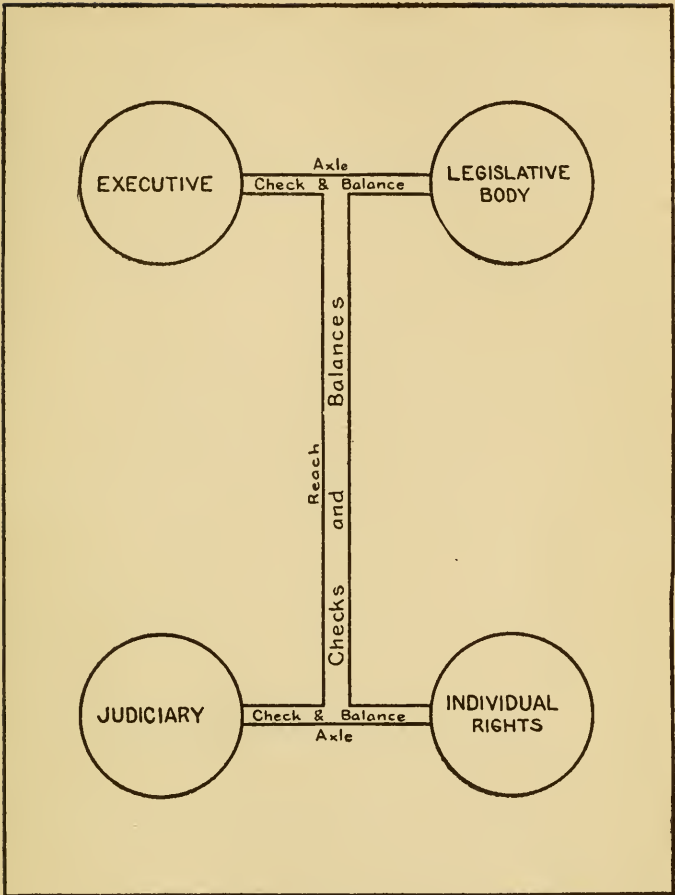 Axle
EXECUTIVE
Check & Balance
LEGISLATIVE
BODY
Reach
Checks and Balances
JUDICIARY
Check & Balance
INDIVIDUAL
RIGHTS
Axle